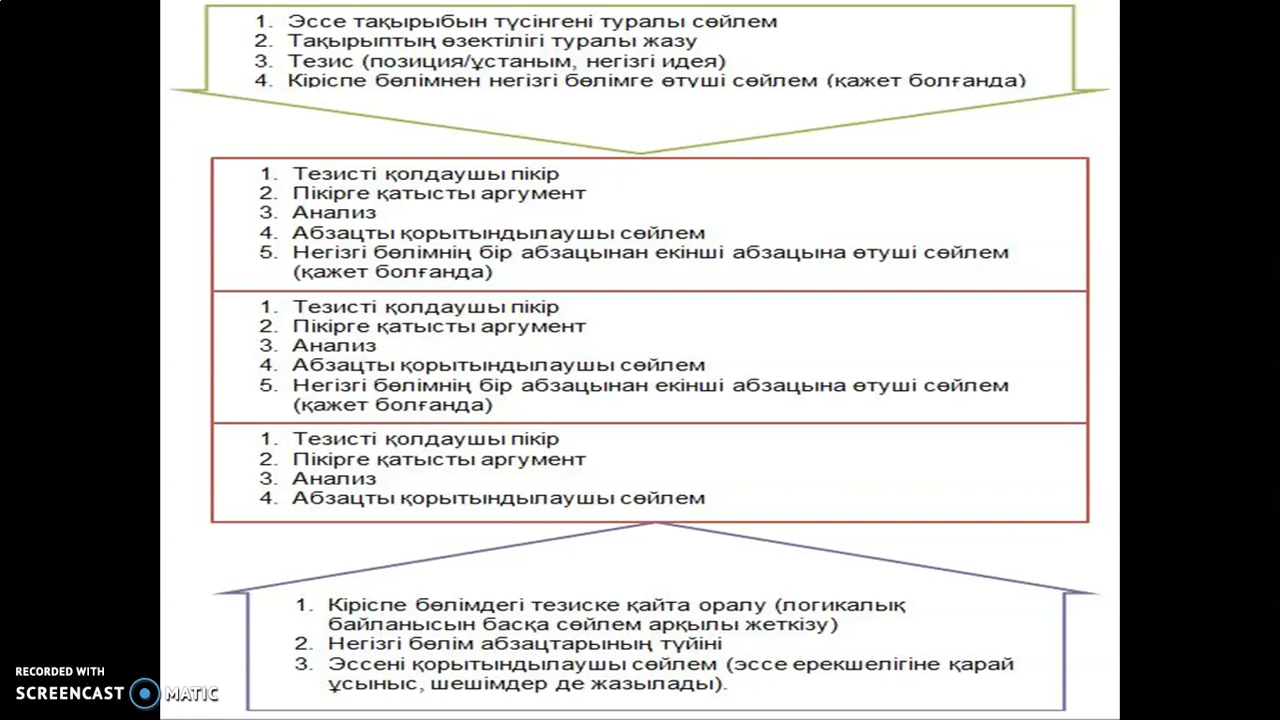 1. Эссе тақырыбын түсінгені туралы сөйлем
2. Тақырыптың өзектілігі туралы жазу
3. Тезис (позиция/ұстаным, негізгі идея)
4. Кіріспе бөлімнен негізгі бөлімге өтуші сөйлем (қажет болғанда)
1. Тезисті қолдаушы пікір
2. Пікірге қатысты аргумент
3. Анализ
4. Абзацты қорытындылаушы сөйлем
5. Негізгі бөлімнің бір абзацынан екінші абзацына өтуші сөйлем
(қажет болғанда)
1. Тезисті қолдаушы пікір
2. Пікірге қатысты аргумент
3. Анализ
4. Абзацты қорытындылаушы сөйлем
5. Негізгі бөлімнің бір абзацынан екінші абзацына өтуші сөйлем
(қажет болғанда)
1. Тезисті қолдаушы пікір
2. Пікірге қатысты аргумент
3. Анализ
4. Абзацты қорытындылаушы сөйлем
1. Кіріспе бөлімдегі тезиске қайта оралу (логикалық
байланысын басқа сөйлем арқылы жеткізу)
2. Негізгі бөлім абзацтарының түйіні
3. Эссені қорытындылаушы сөйлем (эссе ерекшелігіне қарай
ұсыныс, шешімдер де жазылады).
RECORDED WITH
SCREENCAST MATIC